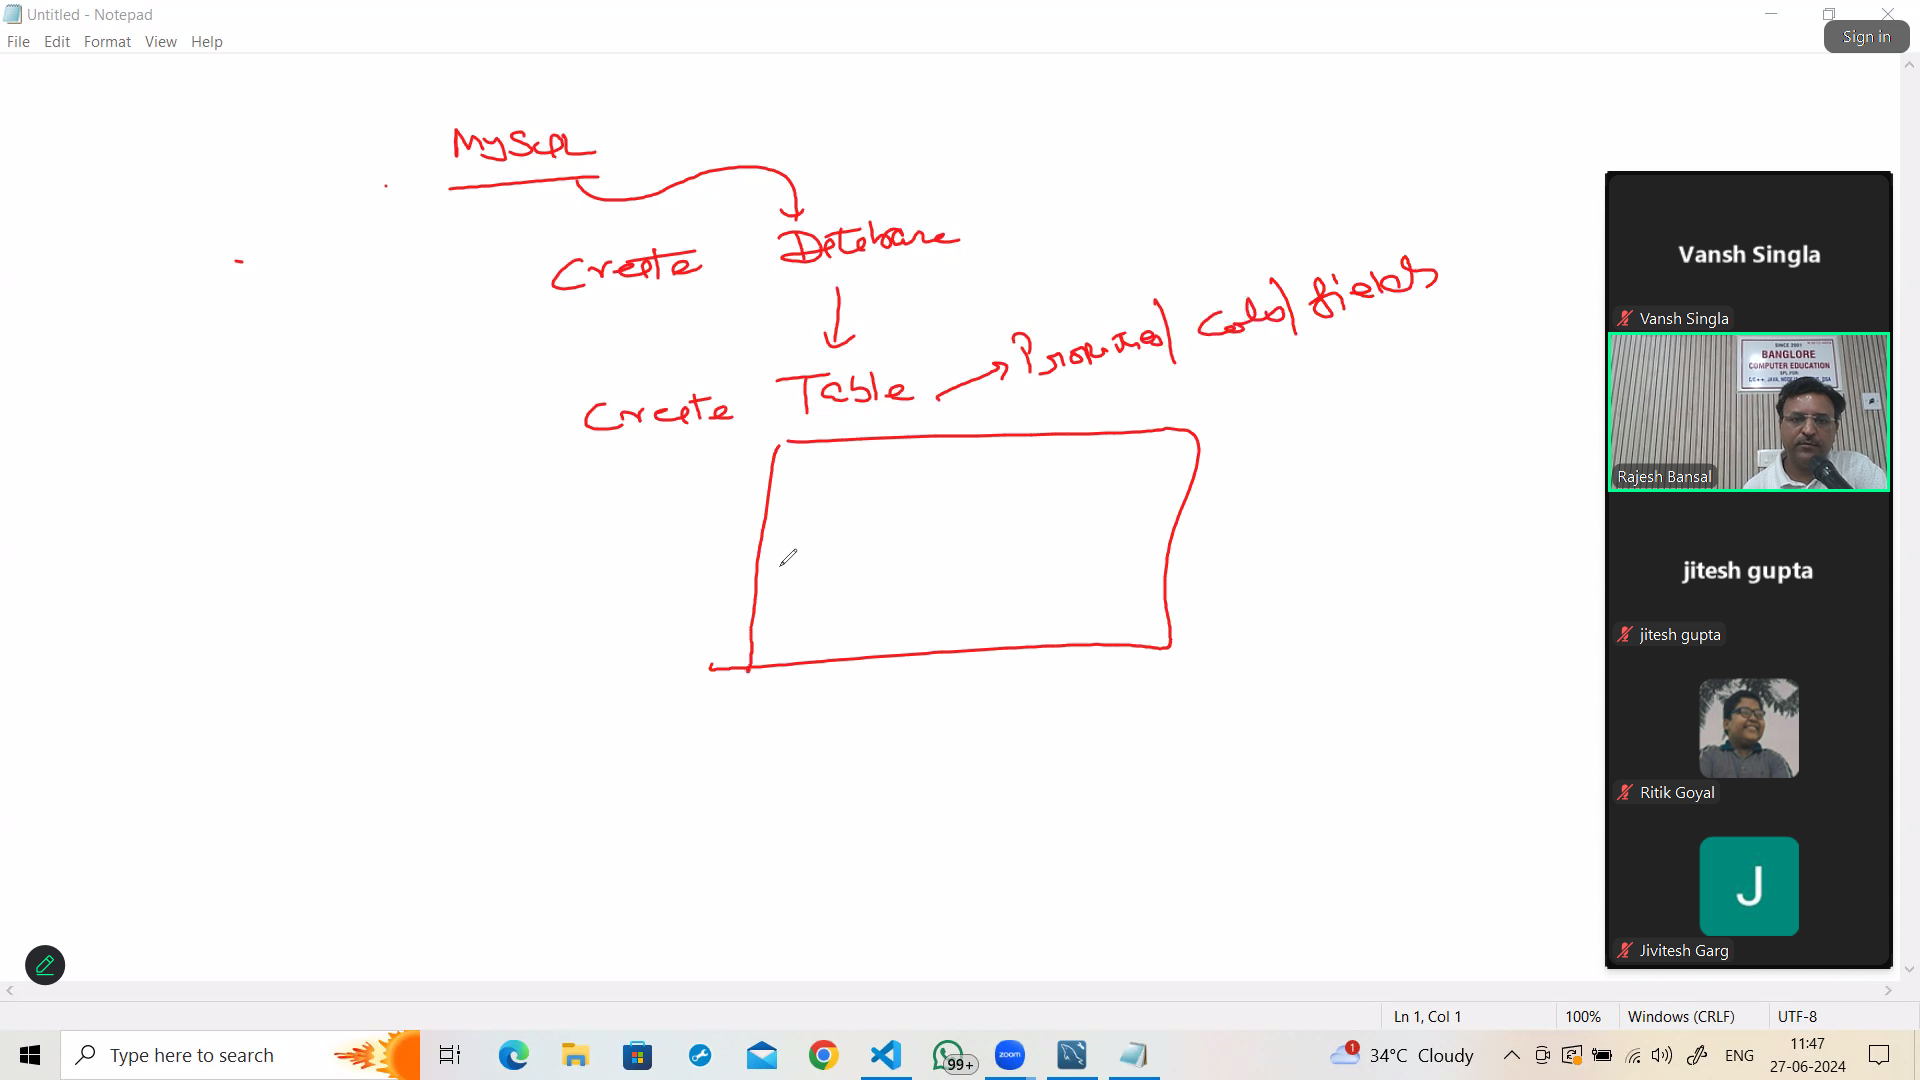 Untitled - Notepad
File Edit Format View Help
Sign in
MySQL
Create Database
Create Table → Properties/ Cols/ fields
Vansh Singla
Vansh Singla
SINCE 2001
BANGLORE
COMPUTER EDUCATION
Rajesh Bansal
jitesh gupta
jitesh gupta
Ritik Goyal
J
Jivitesh Garg
Ln 1, Col 1 100% Windows (CRLF) UTF-8
Type here to search
99+
zoom
1
34°C Cloudy
ENG
11:47
27-06-2024